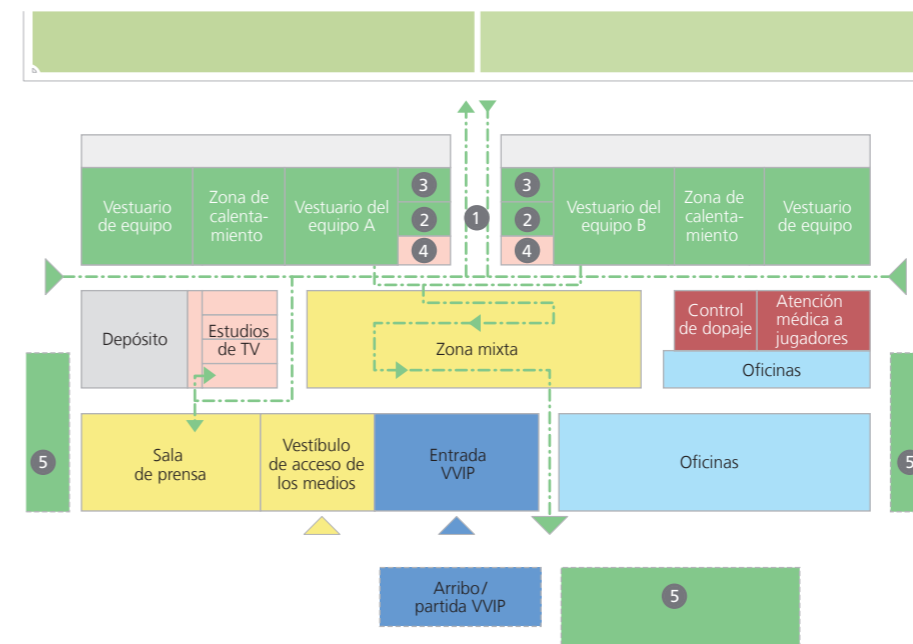 Vestuario
de equipo
Zona de
calenta-
miento
Vestuario del
equipo A
3
2
4
1
3
2
4
Vestuario del
equipo B
Zona de
calenta-
miento
Vestuario
de equipo
Depósito
Estudios
de TV
Zona mixta
Control
de dopaje
Atención
médica a
jugadores
Oficinas
5
Sala
de prensa
Vestíbulo
de acceso de
los medios
Entrada
VVIP
Oficinas
5
Arribo/
partida VVIP
5